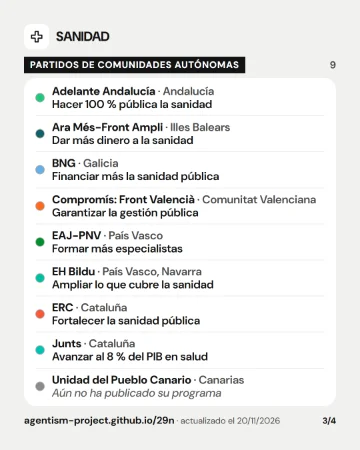 SANIDAD
PARTIDOS DE COMUNIDADES AUTÓNOMAS 9
Adelante Andalucía · Andalucía
Hacer 100 % pública la sanidad
Ara Més-Front Ampli · Illes Balears
Dar más dinero a la sanidad
BNG · Galicia
Financiar más la sanidad pública
Compromís: Front Valencià · Comunitat Valenciana
Garantizar la gestión pública
EAJ-PNV · País Vasco
Formar más especialistas
EH Bildu · País Vasco, Navarra
Ampliar lo que cubre la sanidad
ERC · Cataluña
Fortalecer la sanidad pública
Junts · Cataluña
Avanzar al 8 % del PIB en salud
Unidad del Pueblo Canario · Canarias
Aún no ha publicado su programa
agentism-project.github.io/29n · actualizado el 20/11/2026 3/4